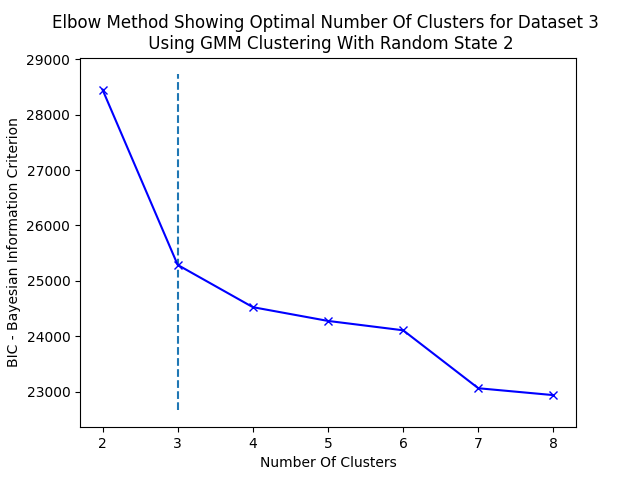 Elbow Method Showing Optimal Number Of Clusters for Dataset 3
Using GMM Clustering With Random State 2
BIC - Bayesian Information Criterion
29000
28000
27000
26000
25000
24000
23000
2 3 4 5 6 7 8
Number Of Clusters